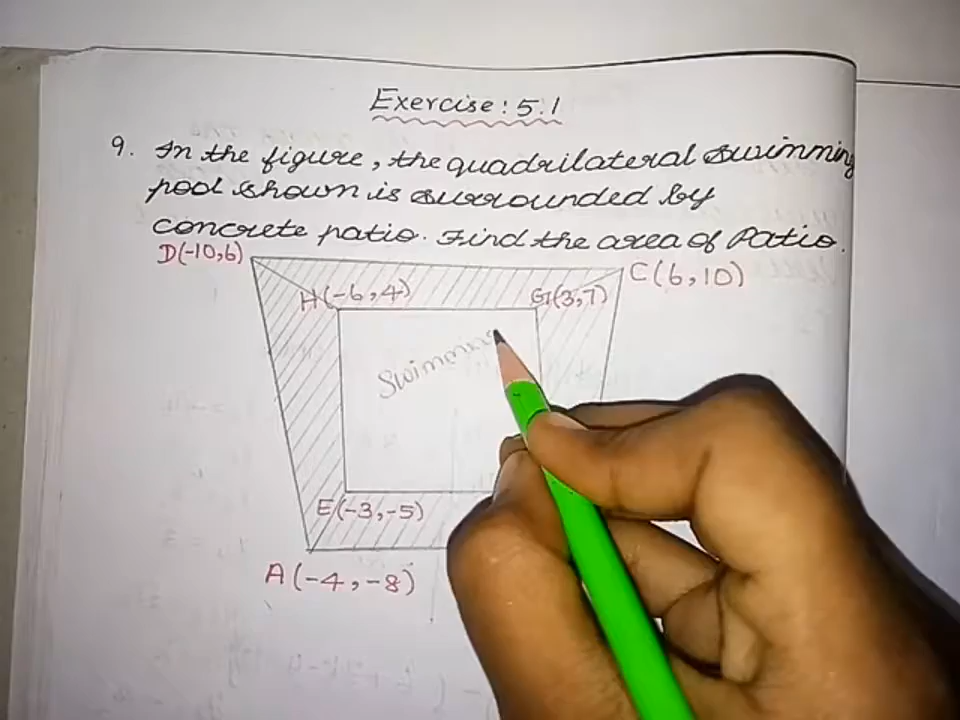 Exercise: 5.1
9. In the figure, the quadrilateral swimming
pool shown is surrounded by
concrete patio. Find the area of Patio.
D(-10,6)
C(6,10)
H(-6,4)
G(3,7)
E(-3,-5)
A(-4,-8)